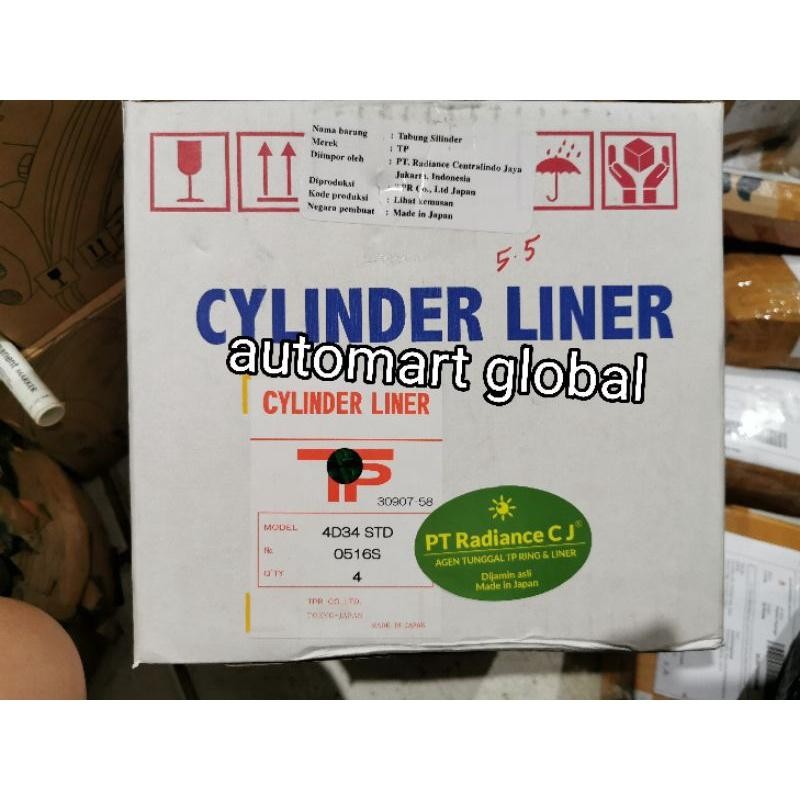 Nama barang : Tabung Silinder
Merek : TP
Diimpor oleh : PT. Radiance Centralindo Jaya
Jakarta, Indonesia
Diproduksi : TPR Co., Ltd Japan
Kode produksi : Lihat kemasan
Negara pembuat : Made in Japan
5.5
CYLINDER LINER
automart global
CYLINDER LINER
TP
30907-58
MODEL 4D34 STD
No. 0516S
Q'TY 4
TPR CO.,LTD.
TOKYO-JAPAN
MADE IN JAPAN
PT Radiance C J®
AGEN TUNGGAL TP RING & LINER
Dijamin asli
Made in Japan
MARKER